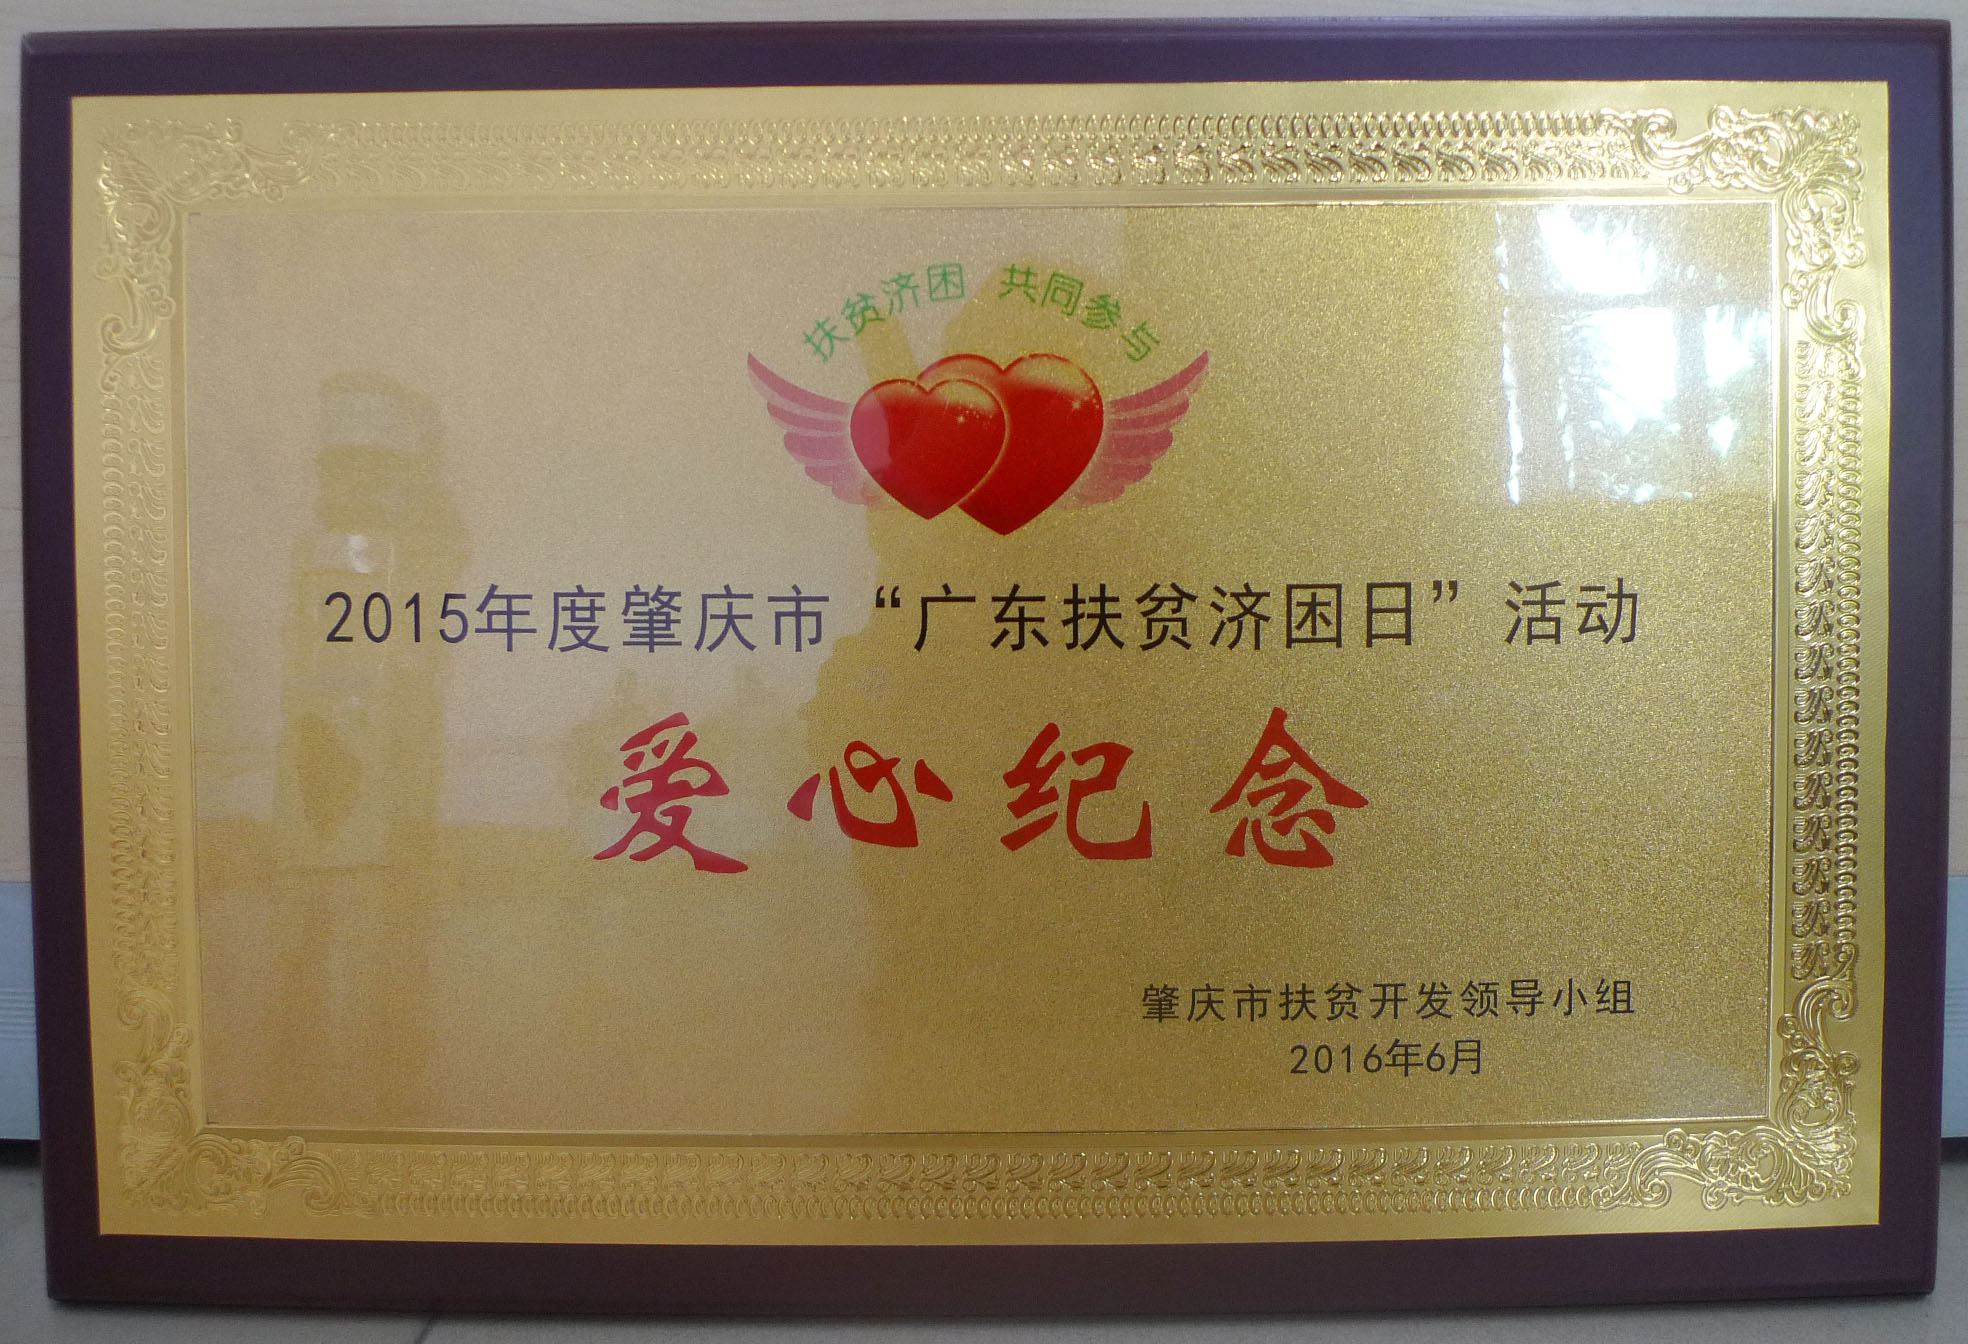 扶贫济困 共同参与
2015年度肇庆市“广东扶贫济困日”活动
爱心纪念
肇庆市扶贫开发领导小组
2016年6月